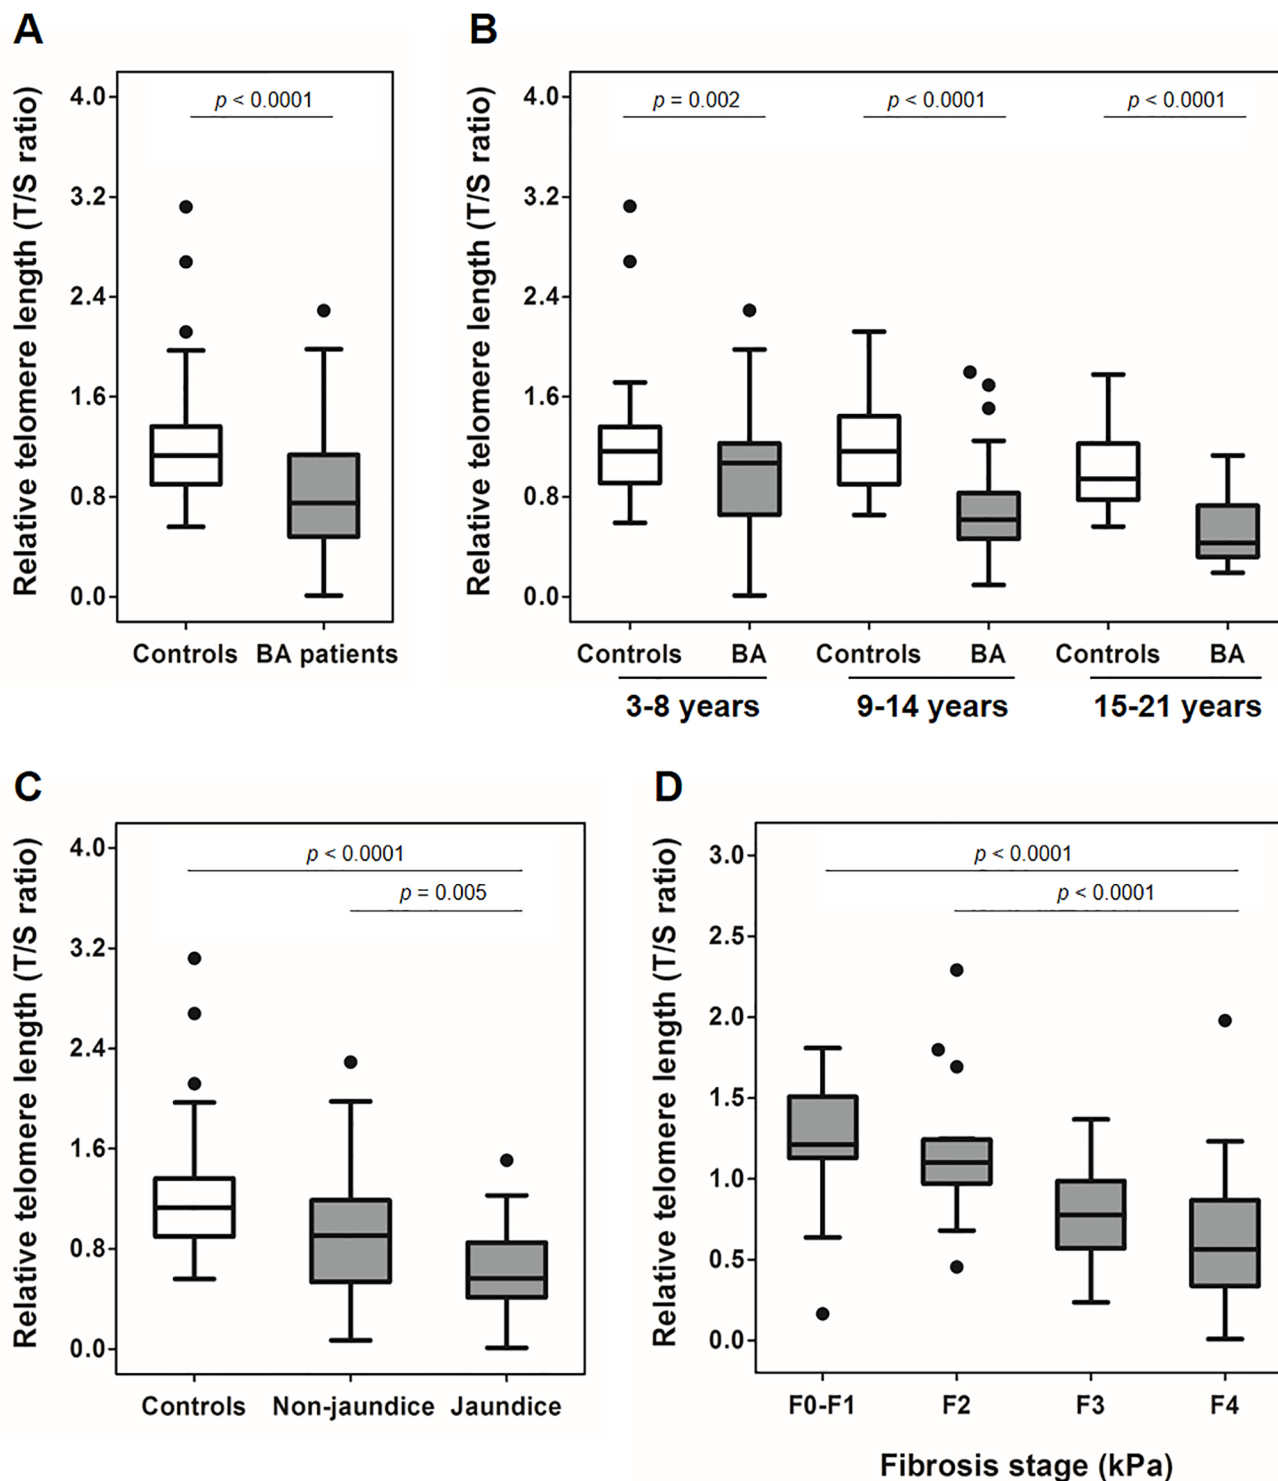 A
Relative telomere length (T/S ratio)
4.0
3.2
2.4
1.6
0.8
0.0
p < 0.0001
Controls BA patients
B
Relative telomere length (T/S ratio)
4.0
3.2
2.4
1.6
0.8
0.0
p = 0.002 p < 0.0001 p < 0.0001
Controls BA Controls BA Controls BA
3-8 years 9-14 years 15-21 years
C
Relative telomere length (T/S ratio)
4.0
3.2
2.4
1.6
0.8
0.0
p < 0.0001
p = 0.005
Controls Non-jaundice Jaundice
D
Relative telomere length (T/S ratio)
3.0
2.5
2.0
1.5
1.0
0.5
0.0
p < 0.0001
p < 0.0001
F0-F1 F2 F3 F4
Fibrosis stage (kPa)